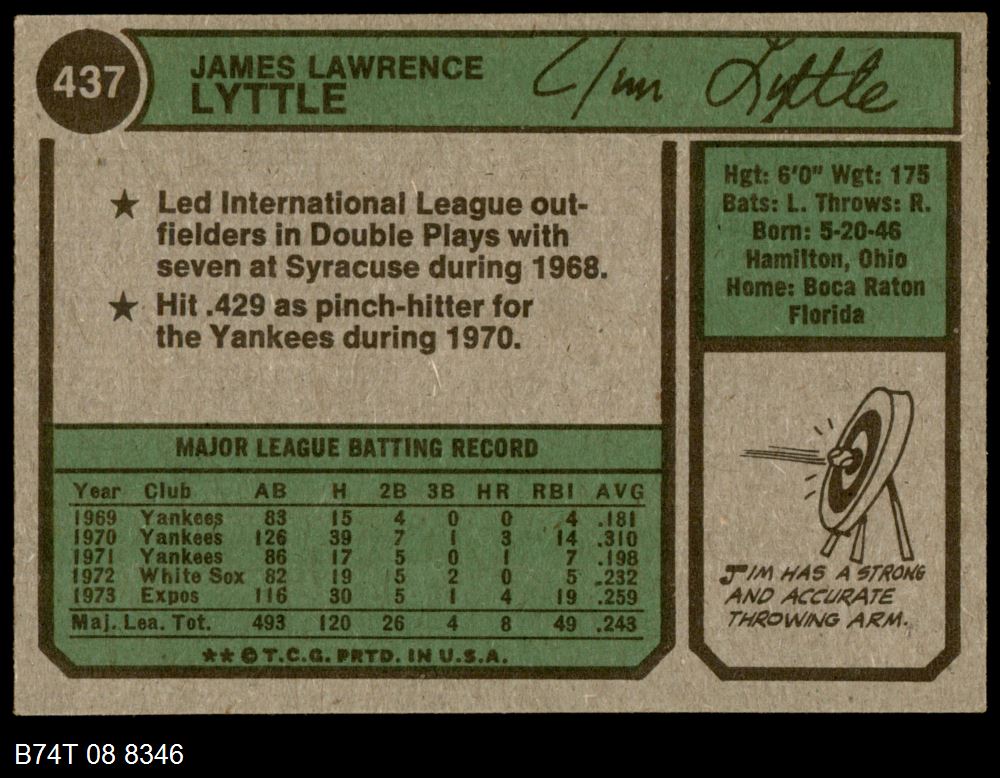 437
JAMES LAWRENCE
LYTTLE
Jim Lyttle
★ Led International League out-
fielders in Double Plays with
seven at Syracuse during 1968.
★ Hit .429 as pinch-hitter for
the Yankees during 1970.
Hgt: 6'0" Wgt: 175
Bats: L. Throws: R.
Born: 5-20-46
Hamilton, Ohio
Home: Boca Raton
Florida
MAJOR LEAGUE BATTING RECORD
Year Club AB H 2B 3B HR RBI AVG
1969 Yankees 83 15 4 0 0 4 .181
1970 Yankees 126 39 7 1 3 14 .310
1971 Yankees 86 17 5 0 1 7 .198
1972 White Sox 82 19 5 2 0 5 .232
1973 Expos 116 30 5 1 4 19 .259
Maj. Lea. Tot. 493 120 26 4 8 49 .243
★★ © T.C.G. PRTD. IN U.S.A.
JIM HAS A STRONG
AND ACCURATE
THROWING ARM.
B74T 08 8346